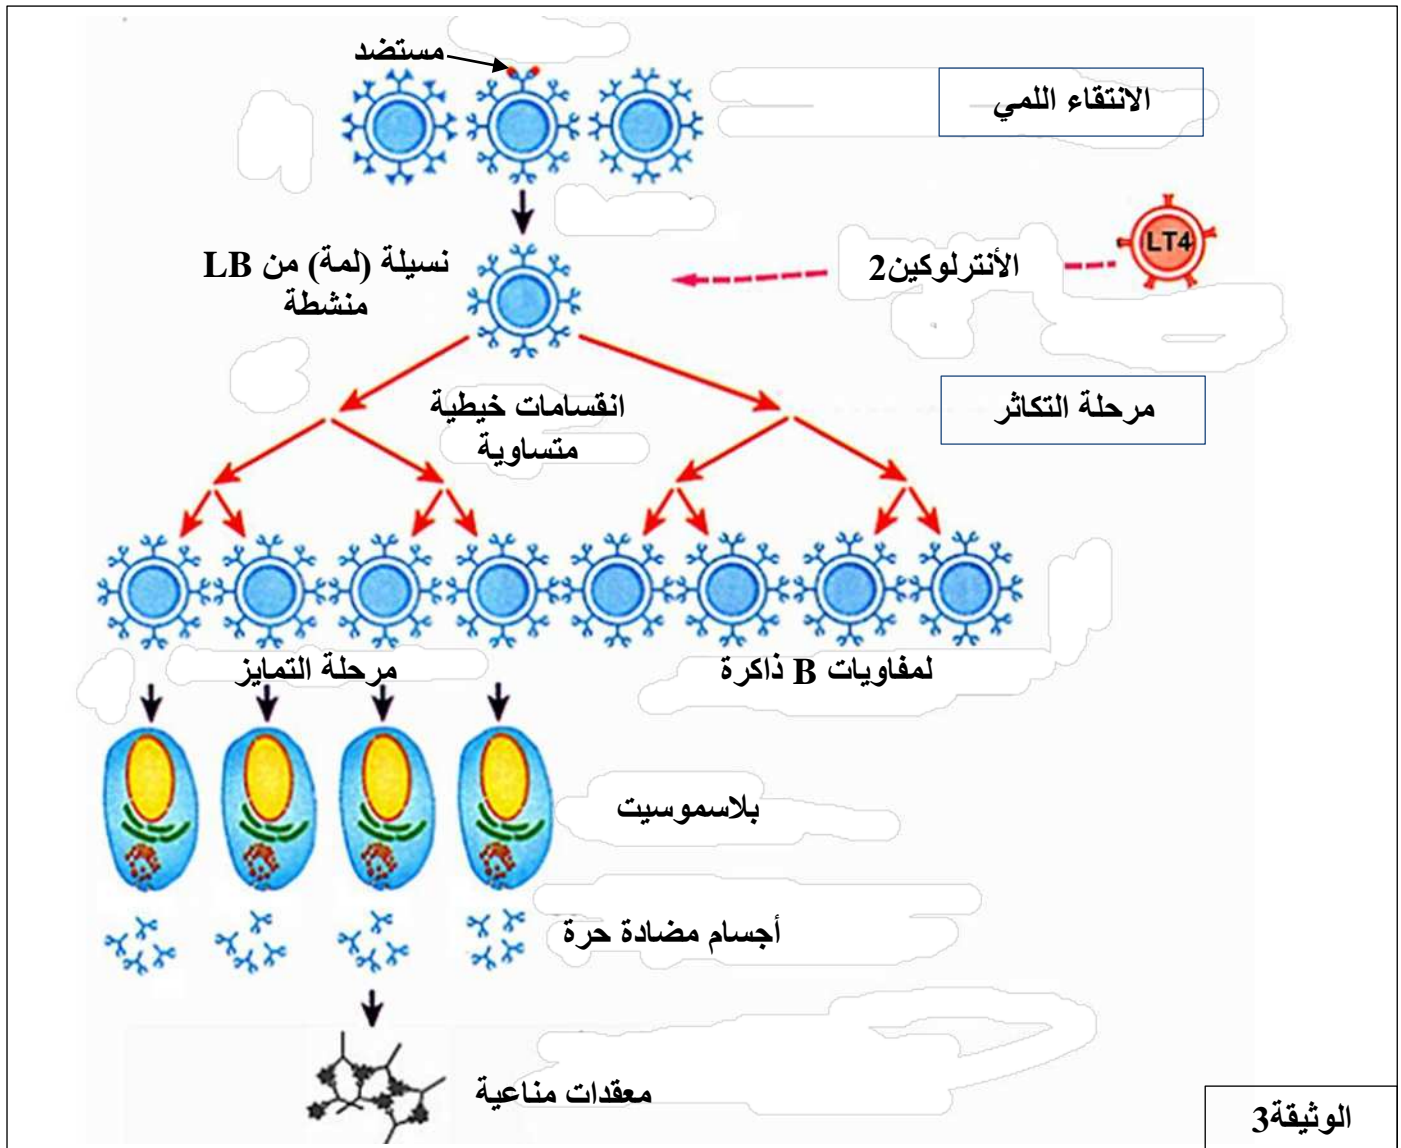 مستضد
الانتقاء اللمي
LT4
الأنترلوكين2
نسيلة (لمة) من LB
منشطة
مرحلة التكاثر
انقسامات خيطية
متساوية
مرحلة التمايز
لمفاويات B ذاكرة
بلاسموسيت
أجسام مضادة حرة
معقدات مناعية
الوثيقة3